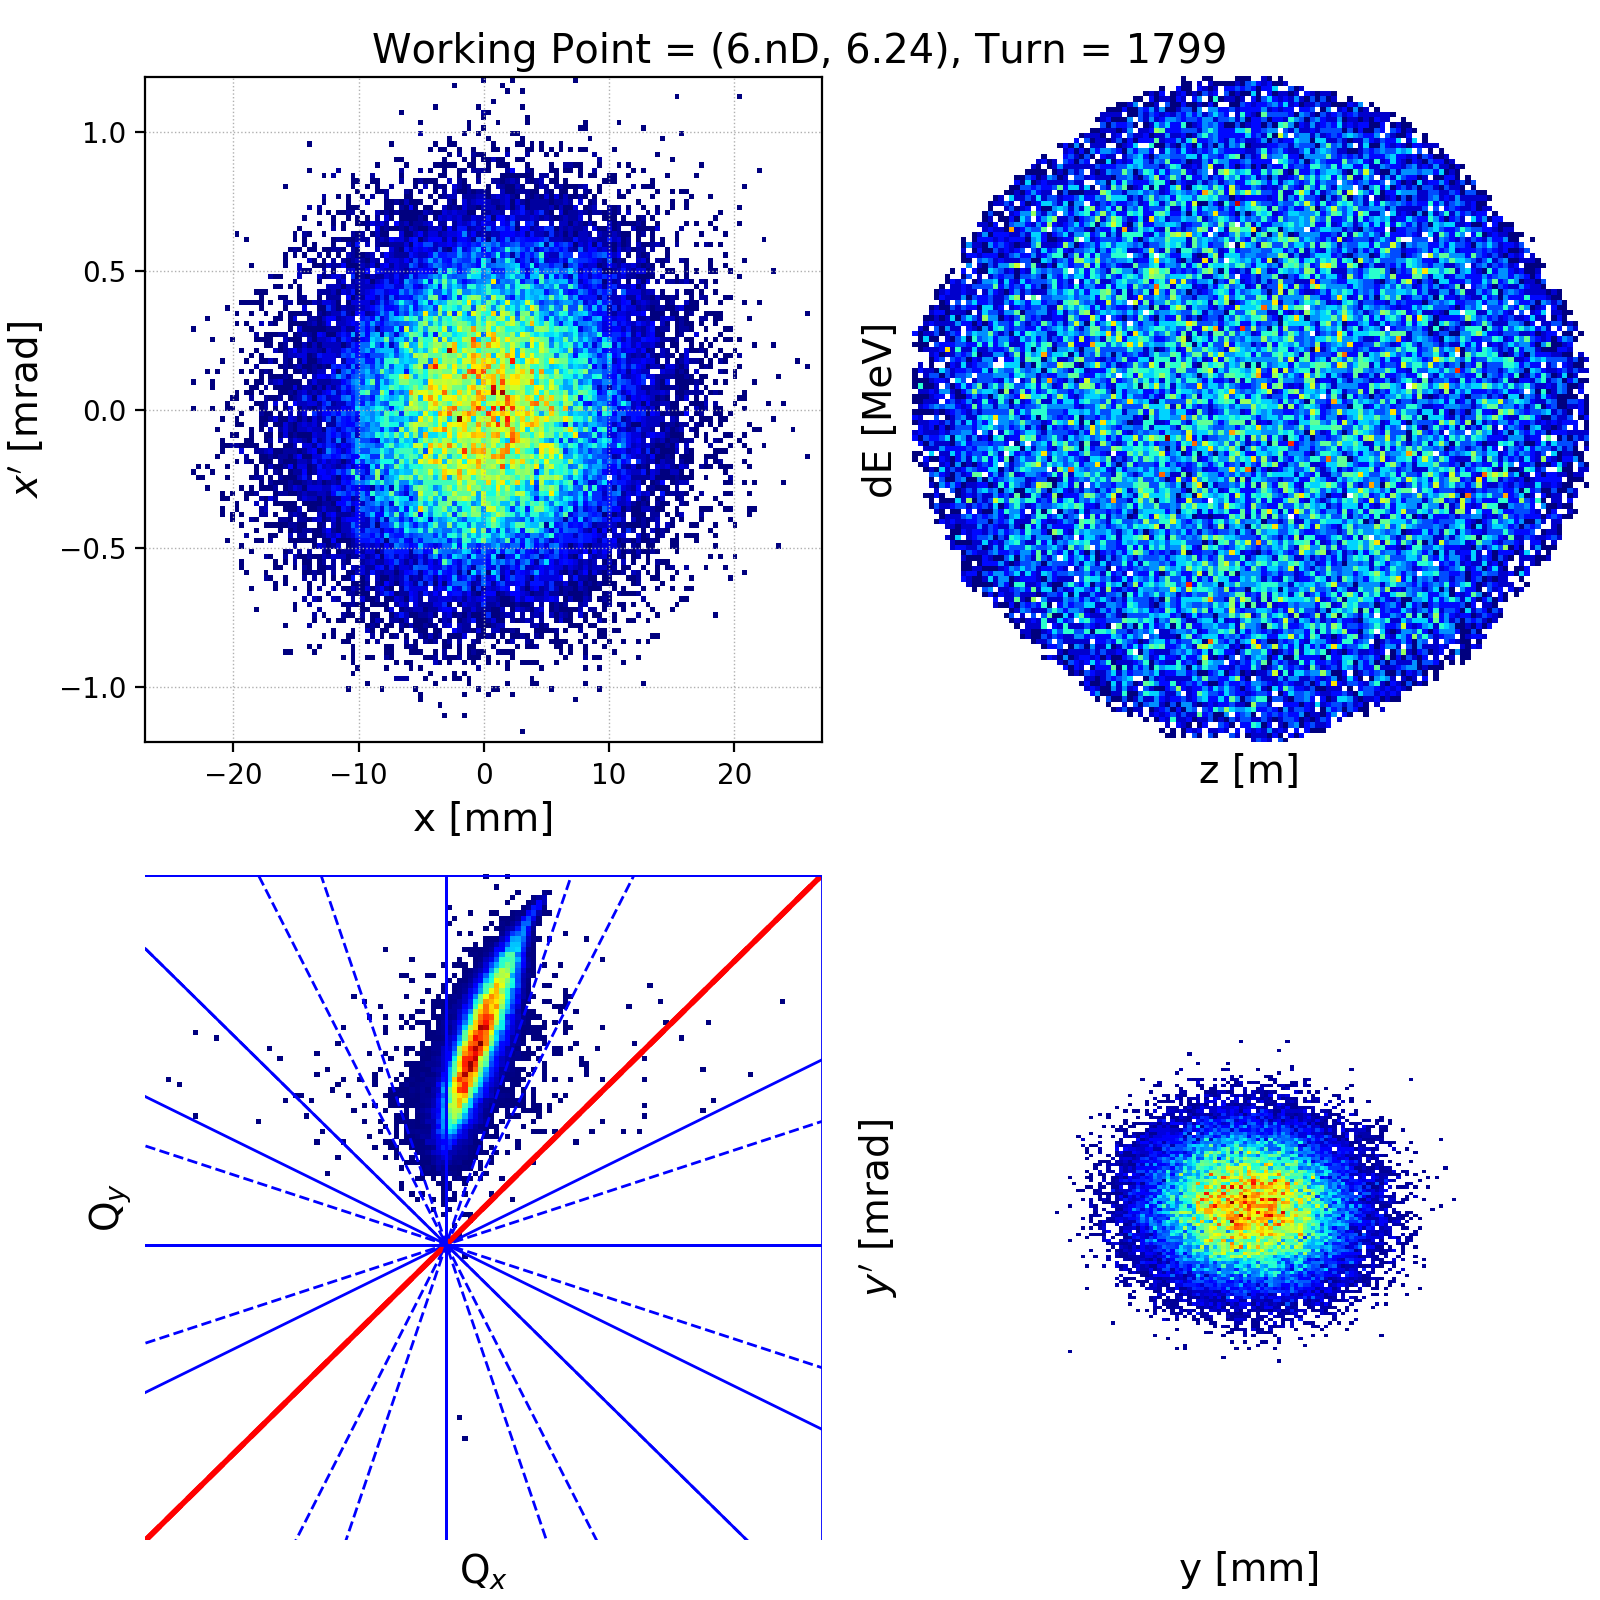 Working Point = (6.nD, 6.24), Turn = 1799
1.0
0.5
0.0
−0.5
−1.0
x′ [mrad]
−20 −10 0 10 20
x [mm]
dE [MeV]
z [m]
Qy
Qx
y′ [mrad]
y [mm]